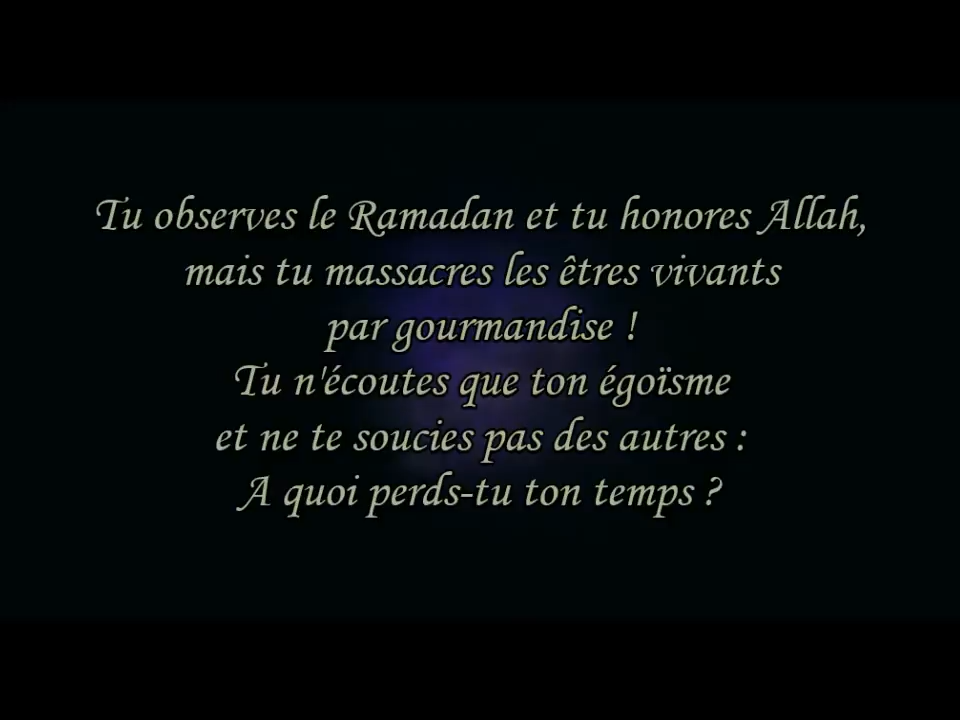 Tu observes le Ramadan et tu honores Allah,
mais tu massacres les êtres vivants
par gourmandise !
Tu n'écoutes que ton égoïsme
et ne te soucies pas des autres :
A quoi perds-tu ton temps ?